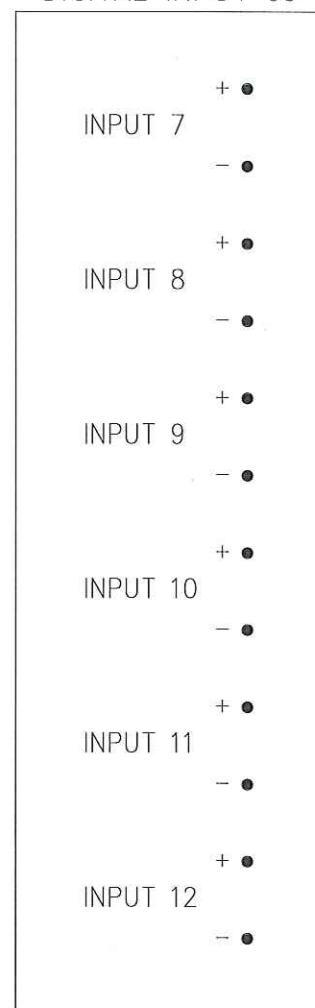 +
INPUT 7
−
+
INPUT 8
−
+
INPUT 9
−
+
INPUT 10
−
+
INPUT 11
−
+
INPUT 12
−